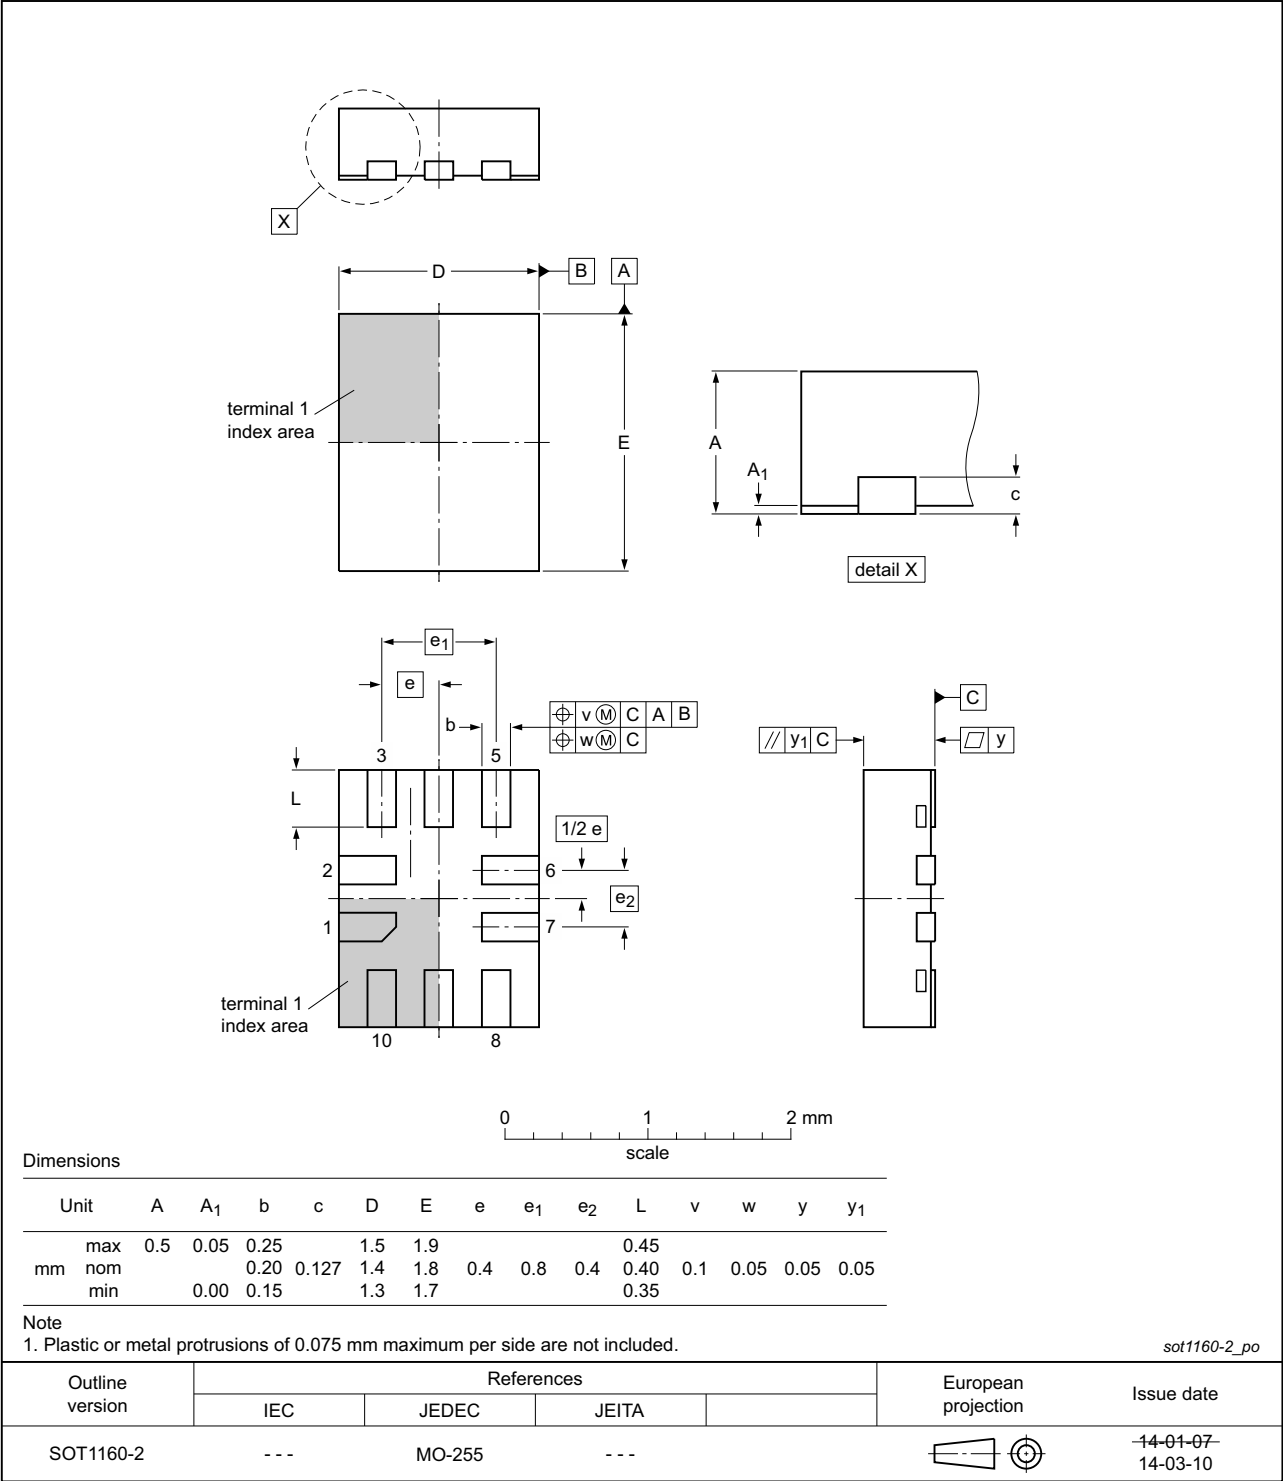 X
D B A
terminal 1
index area
E
A
A1
c
detail X
e1
e
b
v M C A B
w M C
3 5
L
1/2 e
2 6
e2
1 7
terminal 1
index area
10 8
C
// y1 C
y
0 1 2 mm
scale
Dimensions
Unit A A1 b c D E e e1 e2 L v w y y1
max 0.5 0.05 0.25 1.5 1.9 0.45
mm nom 0.20 0.127 1.4 1.8 0.4 0.8 0.4 0.40 0.1 0.05 0.05 0.05
min 0.00 0.15 1.3 1.7 0.35
Note
1. Plastic or metal protrusions of 0.075 mm maximum per side are not included.
sot1160-2_po
Outline
version
References
IEC JEDEC JEITA
European
projection
Issue date
SOT1160-2 - - - MO-255 - - -
14-01-07
14-03-10